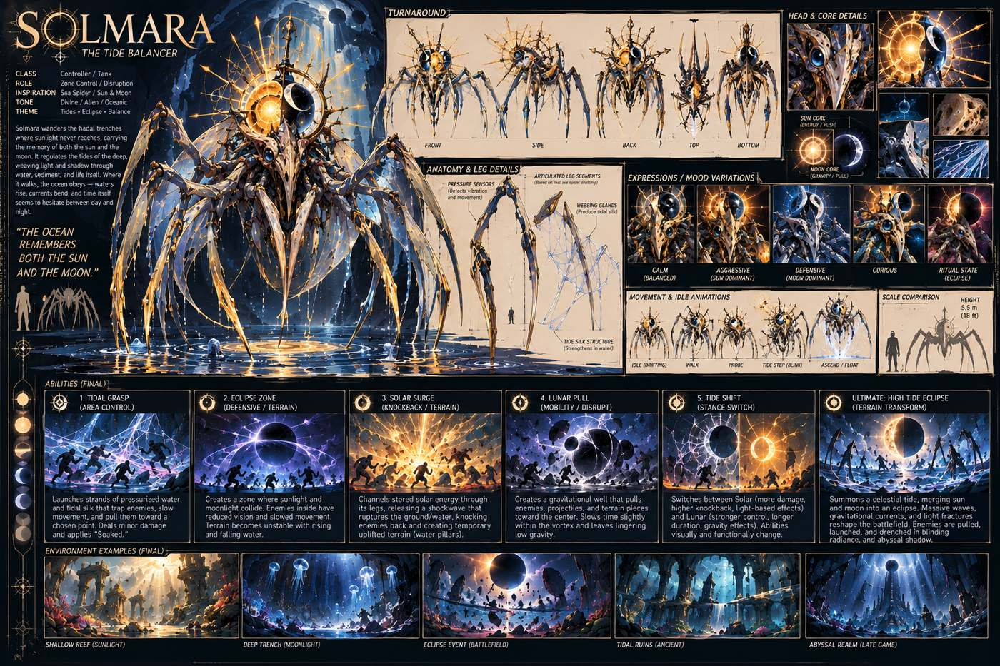 SOLMARA
THE TIDE BALANCER
CLASS Controller / Tank
ROLE Zone Control / Disruption
INSPIRATION Sea Spider / Sun & Moon
TONE Divine / Alien / Oceanic
THEME Tides • Eclipse • Balance
Solmara wanders the hadal trenches
where sunlight never reaches, carrying
the memory of both the sun and the
moon. It regulates the tides of the deep,
weaving light and shadow through
water, sediment, and life itself. Where
it walks, the ocean obeys — waters
rise, currents bend, and time itself
seems to hesitate between day and
night.
“THE OCEAN
REMEMBERS
BOTH THE SUN
AND THE MOON.”
TURNAROUND
FRONT
SIDE
BACK
TOP
BOTTOM
HEAD & CORE DETAILS
SUN CORE
(ENERGY / PUSH)
MOON CORE
(GRAVITY / PULL)
ANATOMY & LEG DETAILS
PRESSURE SENSORS
(Detects vibration
and movement)
ARTICULATED LEG SEGMENTS
(Based on real sea spider anatomy)
WEBBING GLANDS
(Produce tidal silk)
TIDE SILK STRUCTURE
(Strengthens in water)
EXPRESSIONS / MOOD VARIATIONS
CALM
(BALANCED)
AGGRESSIVE
(SUN DOMINANT)
DEFENSIVE
(MOON DOMINANT)
CURIOUS
RITUAL STATE
(ECLIPSE)
MOVEMENT & IDLE ANIMATIONS
IDLE (DRIFTING)
WALK
PROBE
TIDE STEP (BLINK)
ASCEND / FLOAT
SCALE COMPARISON
HEIGHT
5.5 m
(18 ft)
ABILITIES (FINAL)
1. TIDAL GRASP
(AREA CONTROL)
Launches strands of pressurized water
and tidal silk that trap enemies, slow
movement, and pull them toward a
chosen point. Deals minor damage
and applies "Soaked."
2. ECLIPSE ZONE
(DEFENSIVE / TERRAIN)
Creates a zone where sunlight and
moonlight collide. Enemies inside have
reduced vision and slowed movement.
Terrain becomes unstable with rising
and falling water.
3. SOLAR SURGE
(KNOCKBACK / TERRAIN)
Channels stored solar energy through
its legs, releasing a shockwave that
ruptures the ground/water, knocking
enemies back and creating temporary
uplifted terrain (water pillars).
4. LUNAR PULL
(MOBILITY / DISRUPT)
Creates a gravitational well that pulls
enemies, projectiles, and terrain pieces
toward the center. Slows time slightly
within the vortex and leaves lingering
low gravity.
5. TIDE SHIFT
(STANCE SWITCH)
Switches between Solar (more damage,
higher knockback, light-based effects)
and Lunar (stronger control, longer
duration, gravity effects). Abilities
visually and functionally change.
ULTIMATE: HIGH TIDE ECLIPSE
(TERRAIN TRANSFORM)
Summons a celestial tide, merging sun
and moon into an eclipse. Massive waves,
gravitational currents, and light fractures
reshape the battlefield. Enemies are pulled,
launched, and drenched in blinding
radiance, and abyssal shadow.
ENVIRONMENT EXAMPLES (FINAL)
SHALLOW REEF (SUNLIGHT)
DEEP TRENCH (MOONLIGHT)
ECLIPSE EVENT (BATTLEFIELD)
TIDAL RUINS (ANCIENT)
ABYSSAL REALM (LATE GAME)